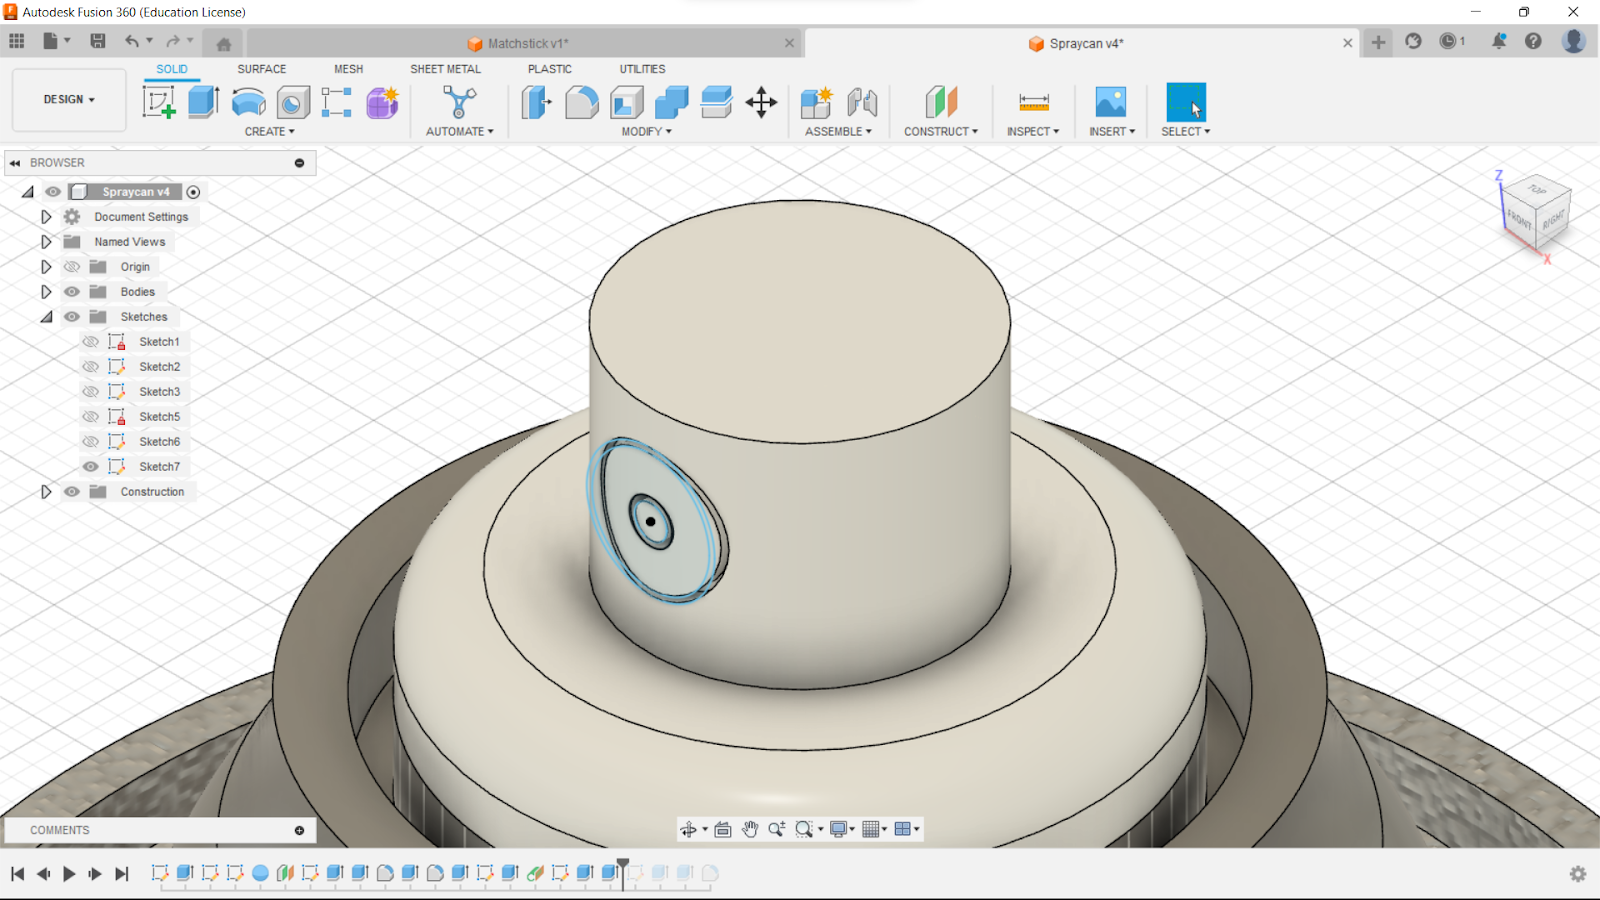 Autodesk Fusion 360 (Education License)
Matchstick v1*
Spraycan v4*
1
SOLID
SURFACE
MESH
SHEET METAL
PLASTIC
UTILITIES
DESIGN
CREATE
AUTOMATE
MODIFY
ASSEMBLE
CONSTRUCT
INSPECT
INSERT
SELECT
BROWSER
Spraycan v4
Document Settings
Named Views
Origin
Bodies
Sketches
Sketch1
Sketch2
Sketch3
Sketch5
Sketch6
Sketch7
Construction
Z
TOP
FRONT
RIGHT
X
COMMENTS